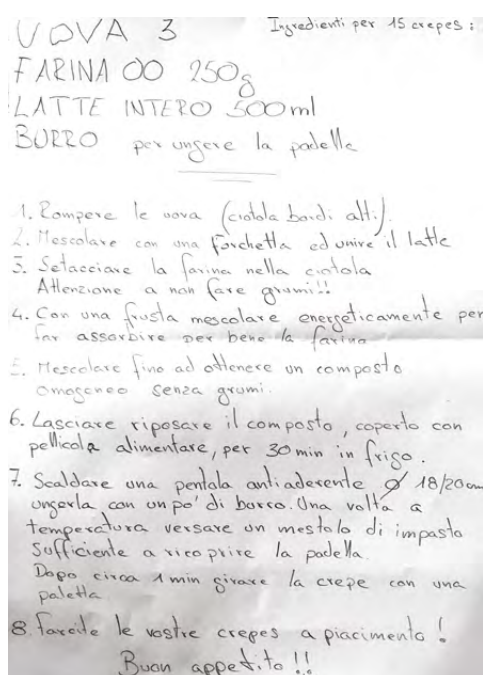 Ingredienti per 15 crepes:
UOVA 3
FARINA 00 250g
LATTE INTERO 500ml
BURRO per ungere la padella
1. Rompere le uova (ciotola bordi alti).
2. Mescolare con una forchetta ed unire il latte
3. Setacciare la farina nella ciotola
Attenzione a non fare grumi!!
4. Con una frusta mescolare energeticamente per
far assorbire per bene la farina
5. Mescolare fino ad ottenere un composto
omogeneo senza grumi.
6. Lasciare riposare il composto, coperto con
pellicola alimentare, per 30 min in frigo.
7. Scaldare una pentola antiaderente ø 18/20cm
ungerla con un po' di burro. Una volta a
temperatura versare un mestolo di impasto
sufficiente a ricoprire la padella.
Dopo circa 1 min girare la crepe con una
paletta.
8. farcite le vostre crepes a piacimento!
Buon appetito!!